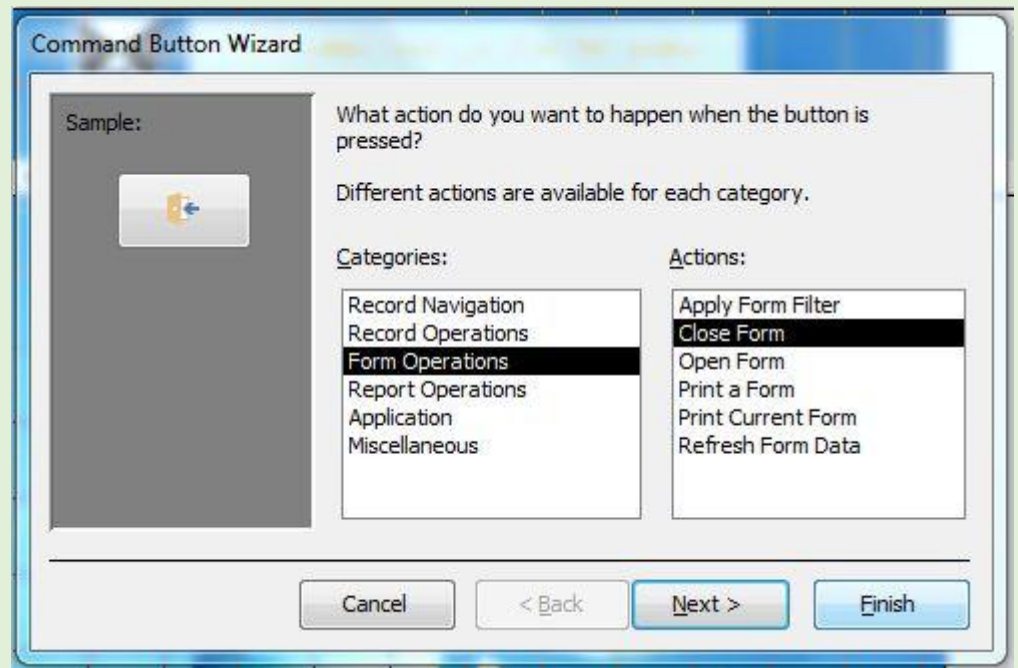 Command Button Wizard
Sample:
What action do you want to happen when the button is
pressed?
Different actions are available for each category.
Categories:
Actions:
Record Navigation
Record Operations
Form Operations
Report Operations
Application
Miscellaneous
Apply Form Filter
Close Form
Open Form
Print a Form
Print Current Form
Refresh Form Data
Cancel
< Back
Next >
Finish